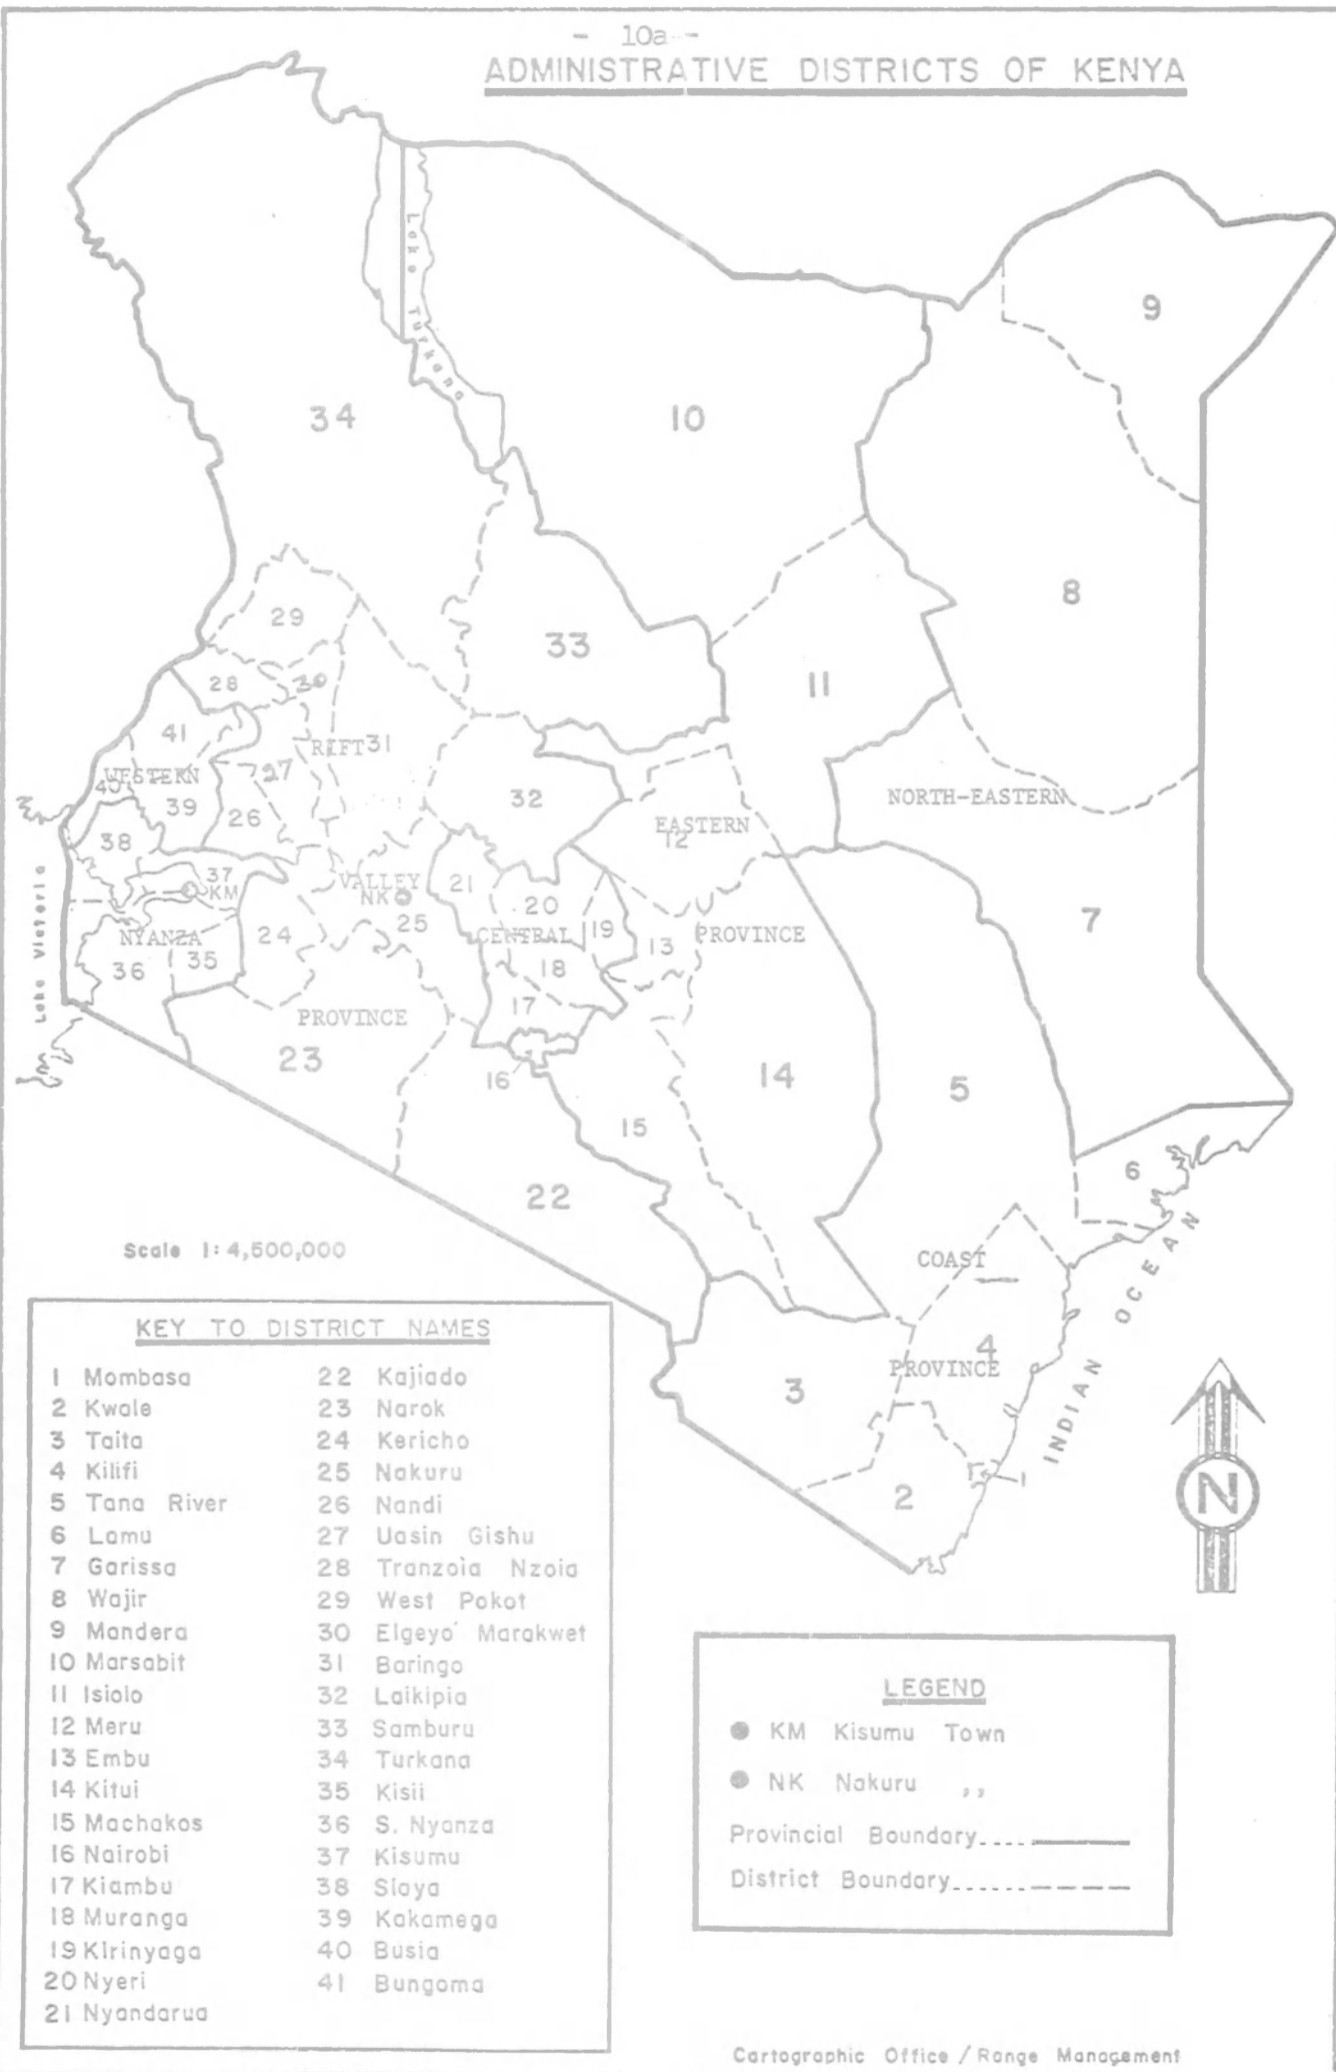 - 10a -
ADMINISTRATIVE DISTRICTS OF KENYA
Lake Turkana
9
34
10
8
29
33
28
30
11
41
RIFT 31
WESTERN
27
40
39
26
32
NORTH-EASTERN
EASTERN
12
38
37
KM
VALLEY
NK
21
20
25
7
Lake Victoria
NYANZA
24
CENTRAL
19
13
PROVINCE
36
35
18
17
PROVINCE
23
16
14
5
15
22
6
INDIAN OCEAN
Scale 1:4,500,000
COAST
4
PROVINCE
3
2
1
N
KEY TO DISTRICT NAMES
1 Mombasa
2 Kwale
3 Taita
4 Kilifi
5 Tana River
6 Lamu
7 Garissa
8 Wajir
9 Mandera
10 Marsabit
11 Isiolo
12 Meru
13 Embu
14 Kitui
15 Machakos
16 Nairobi
17 Kiambu
18 Muranga
19 Kirinyaga
20 Nyeri
21 Nyandarua
22 Kajiado
23 Narok
24 Kericho
25 Nakuru
26 Nandi
27 Uasin Gishu
28 Tranzoia Nzoia
29 West Pokot
30 Elgeyo Marakwet
31 Baringo
32 Laikipia
33 Samburu
34 Turkana
35 Kisii
36 S. Nyanza
37 Kisumu
38 Siaya
39 Kakamega
40 Busia
41 Bungoma
LEGEND
KM Kisumu Town
NK Nakuru ,,
Provincial Boundary....
District Boundary......
Cartographic Office / Range Management